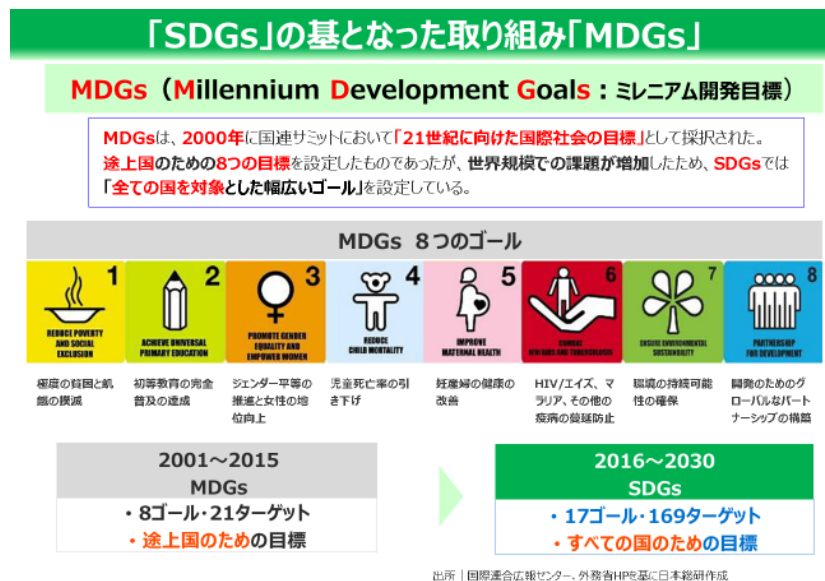 「SDGs」の基となった取り組み「MDGs」
MDGs（Millennium Development Goals：ミレニアム開発目標）
MDGsは、2000年に国連サミットにおいて「21世紀に向けた国際社会の目標」として採択された。
途上国のための8つの目標を設定したものであったが、世界規模での課題が増加したため、SDGsでは
「全ての国を対象とした幅広いゴール」を設定している。
MDGs 8つのゴール
1
REDUCE POVERTY
AND SOCIAL
EXCLUSION
2
ACHIEVE UNIVERSAL
PRIMARY EDUCATION
3
PROMOTE GENDER
EQUALITY AND
EMPOWER WOMEN
4
REDUCE
CHILD MORTALITY
5
IMPROVE
MATERNAL HEALTH
6
COMBAT
HIV/AIDS AND TUBERCULOSIS
7
ENSURE ENVIRONMENTAL
SUSTAINABILITY
8
PARTNERSHIP
FOR DEVELOPMENT
極度の貧困と飢
餓の撲滅
初等教育の完全
普及の達成
ジェンダー平等の
推進と女性の地
位向上
児童死亡率の引
き下げ
妊産婦の健康の
改善
HIV/エイズ、マ
ラリア、その他の
疫病の蔓延防止
環境の持続可能
性の確保
開発のためのグ
ローバルなパート
ナーシップの構築
2001～2015
MDGs
・8ゴール・21ターゲット
・途上国のための目標
2016～2030
SDGs
・17ゴール・169ターゲット
・すべての国のための目標
出所｜国際連合広報センター、外務省HPを基に日本総研作成